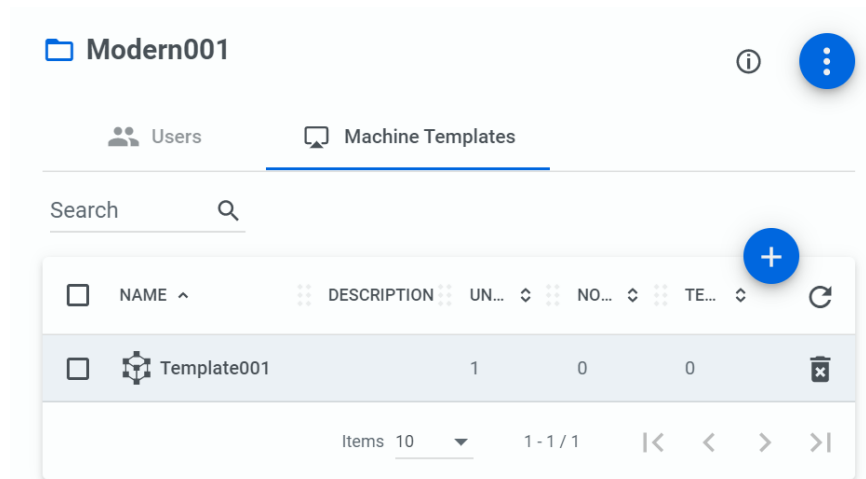 Modern001
Users Machine Templates
Search
NAME DESCRIPTION UN... NO... TE...
Template001 1 0 0
Items 10 1 - 1 / 1